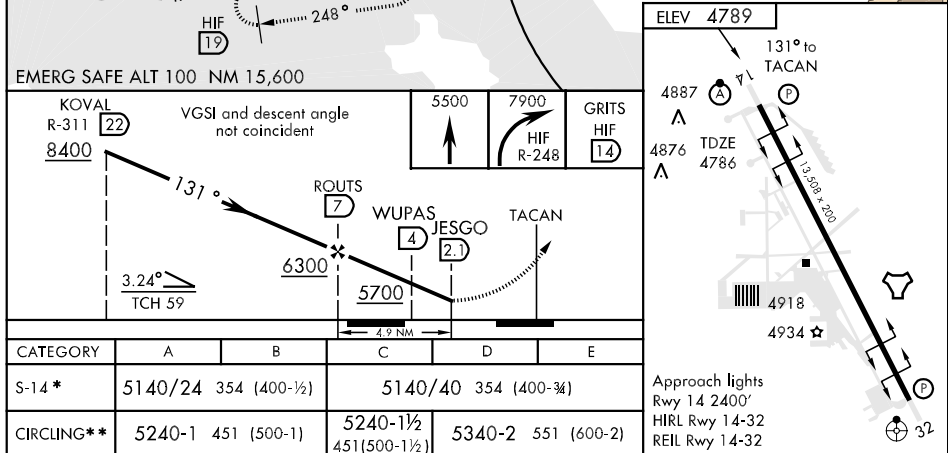 248°
HIF
19
EMERG SAFE ALT 100 NM 15,600
KOVAL
R-311 22
8400
VGSI and descent angle
not coincident
5500
7900
HIF
R-248
GRITS
HIF
14
131°
ROUTS
7
WUPAS
4
JESGO
2.1
TACAN
6300
5700
3.24°
TCH 59
4.9 NM
CATEGORY A B C D E
S-14 * 5140/24 354 (400-½) 5140/40 354 (400-¾)
CIRCLING** 5240-1 451 (500-1) 5240-1½ 451(500-1½) 5340-2 551 (600-2)
ELEV 4789
131° to
TACAN
4887
A
P
4876
TDZE
4786
13,508 x 200
4918
4934
P
32
Approach lights
Rwy 14 2400'
HIRL Rwy 14-32
REIL Rwy 14-32